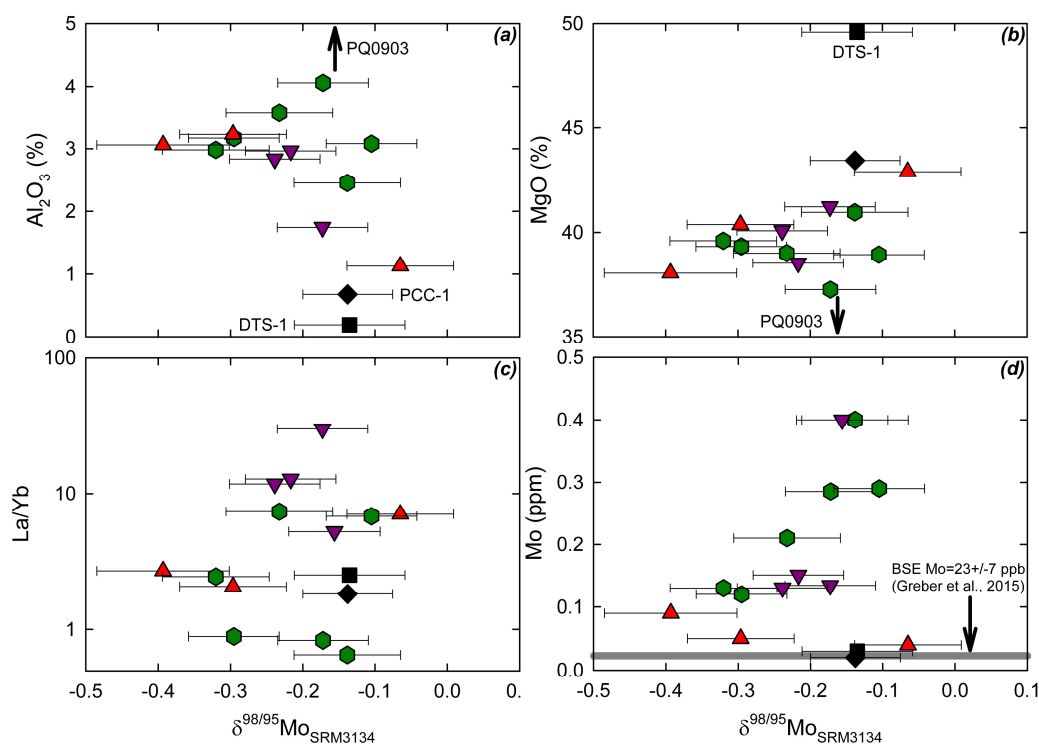 5
4
3
2
1
0
Al₂O₃ (%)
(a)
PQ0903
PCC-1
DTS-1
50
45
40
35
MgO (%)
(b)
DTS-1
PQ0903
100
10
1
La/Yb
(c)
-0.5 -0.4 -0.3 -0.2 -0.1 0.0 0.
δ⁹⁸/⁹⁵Mo_SRM3134
0.5
0.4
0.3
0.2
0.1
0.0
Mo (ppm)
(d)
BSE Mo=23+/-7 ppb
(Greber et al., 2015)
-0.5 -0.4 -0.3 -0.2 -0.1 0.0 0.1
δ⁹⁸/⁹⁵Mo_SRM3134